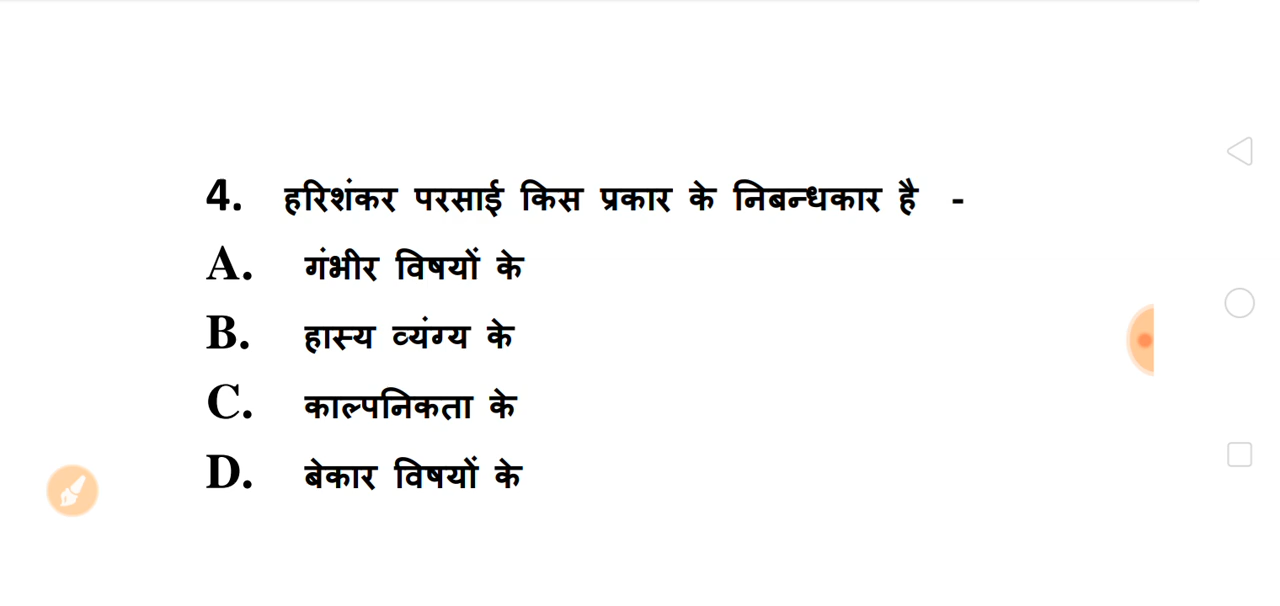 4. हरिशंकर परसाई किस प्रकार के निबन्धकार है -
A. गंभीर विषयों के
B. हास्य व्यंग्य के
C. काल्पनिकता के
D. बेकार विषयों के